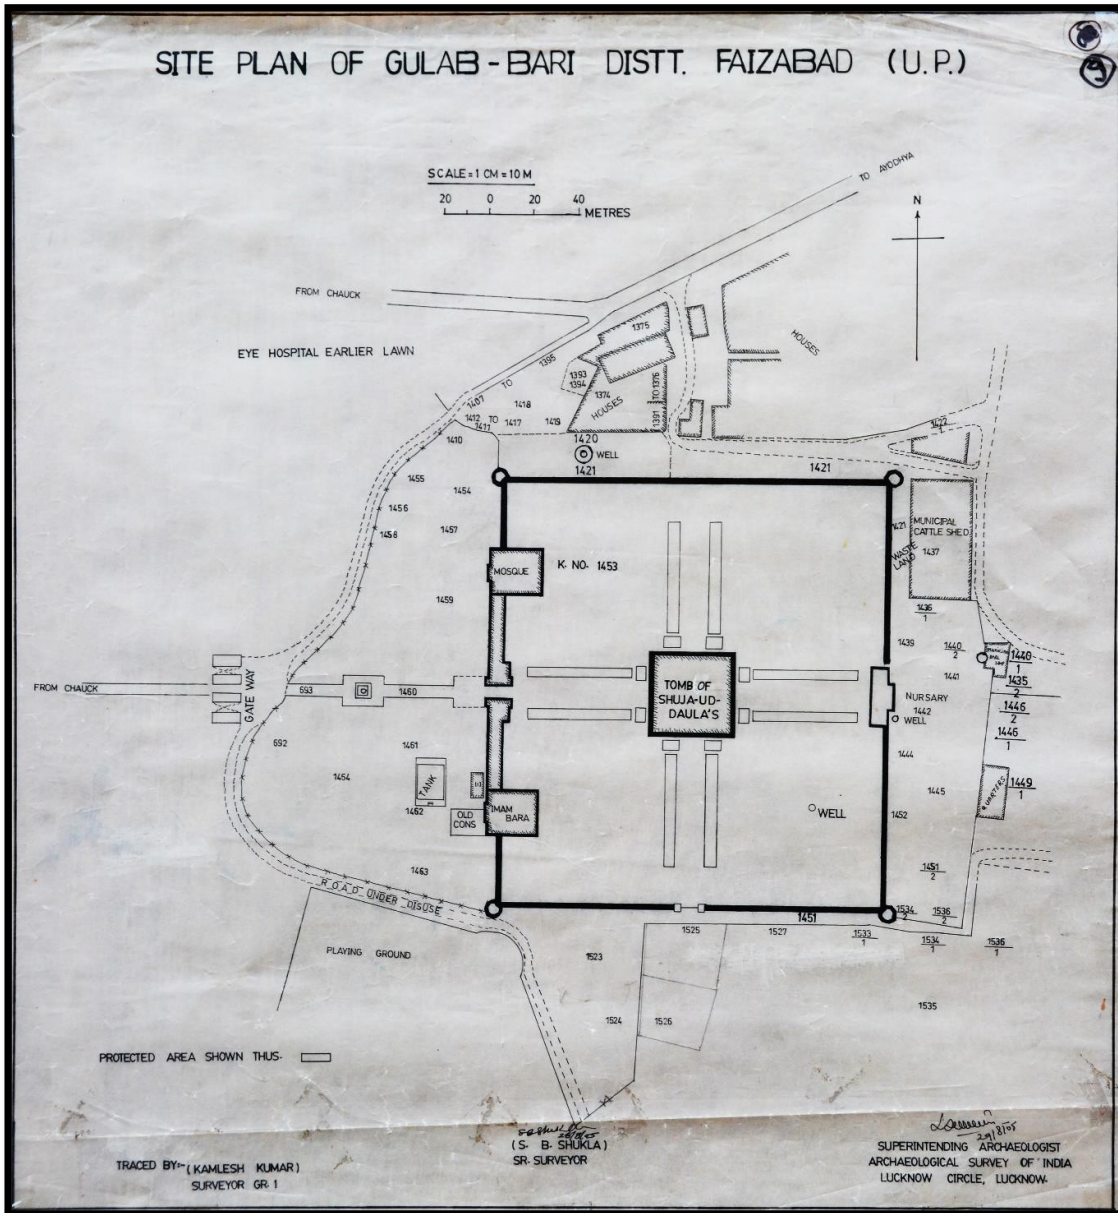 SITE PLAN OF GULAB-BARI DISTT. FAIZABAD (U.P.)
SCALE = 1 CM = 10 M
20 0 20 40
METRES
TO AYODHYA
N
FROM CHAUCK
EYE HOSPITAL EARLIER LAWN
HOUSES
1375
1395
TO
1407
1393
1394
1374
HOUSES
1391 TO 1376
1418
1412 TO
1411
1417
1419
1410
1420
WELL
1421
1421
1422
1
1455
1454
1456
1457
1456
1421
MUNICIPAL
CATTLE SHED
1437
WASTE
LAND
MOSQUE
K. NO. 1453
1459
1436
1
1439
1440
2
1440
1
1441
1435
2
1446
2
1446
1
FROM CHAUCK
GATE WAY
693
1460
TOMB OF
SHUJA-UD-
DAULA'S
NURSARY
1442
WELL
692
1461
1464
TANK
1462
OLD
CONS
IMAM
BARA
WELL
1444
1445
1452
QUARTERS
1449
1
1463
1451
2
ROAD UNDER DISUSE
1451
1534
2
1536
2
PLAYING GROUND
1525
1527
1533
1
1534
1
1536
1
1523
1524
1526
1535
PROTECTED AREA SHOWN THUS-
(S. B. SHUKLA)
SR. SURVEYOR
29/8/05
SUPERINTENDING ARCHAEOLOGIST
ARCHAEOLOGICAL SURVEY OF INDIA
LUCKNOW CIRCLE, LUCKNOW.
TRACED BY:- (KAMLESH KUMAR)
SURVEYOR GR. 1